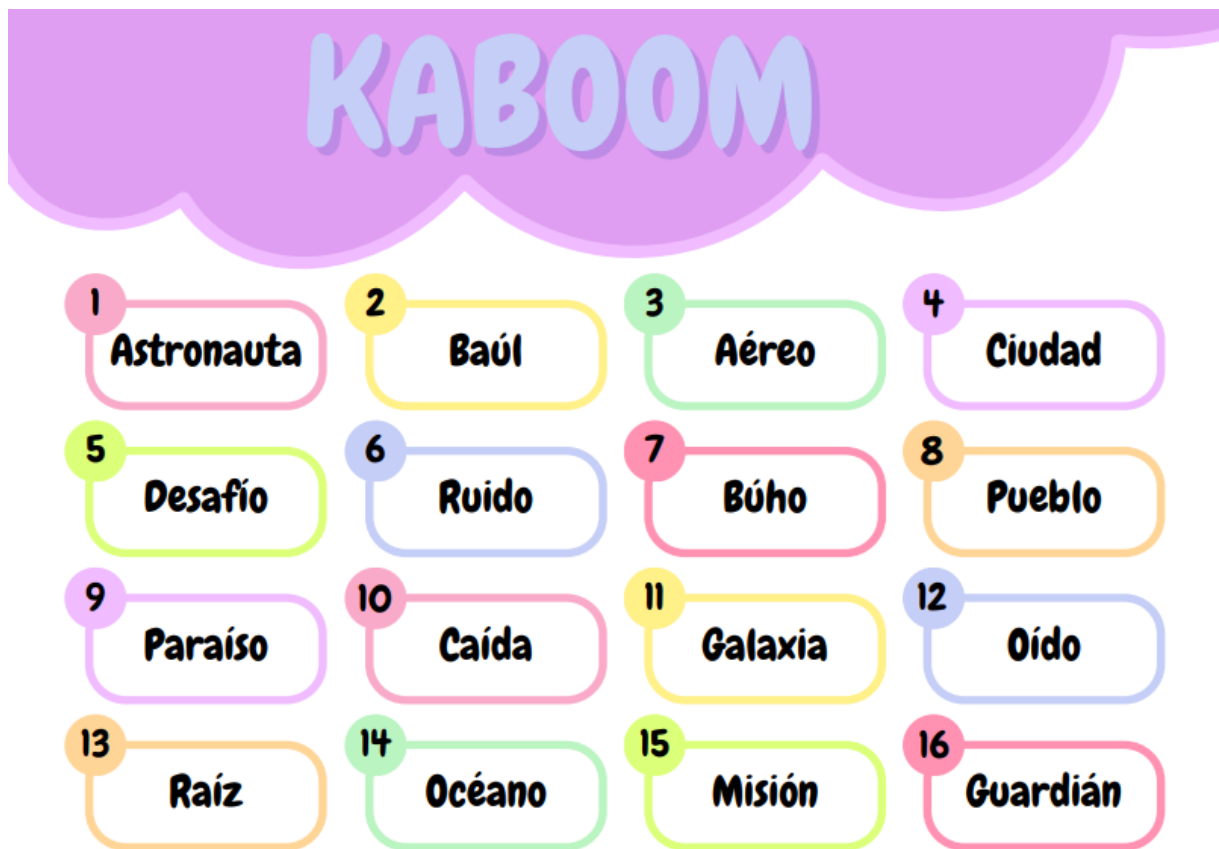 KABOOM
1 2 3 4
Astronauta Baúl Aéreo Ciudad
5 6 7 8
Desafío Ruido Búho Pueblo
9 10 11 12
Paraíso Caída Galaxia Oído
13 14 15 16
Raíz Océano Misión Guardián